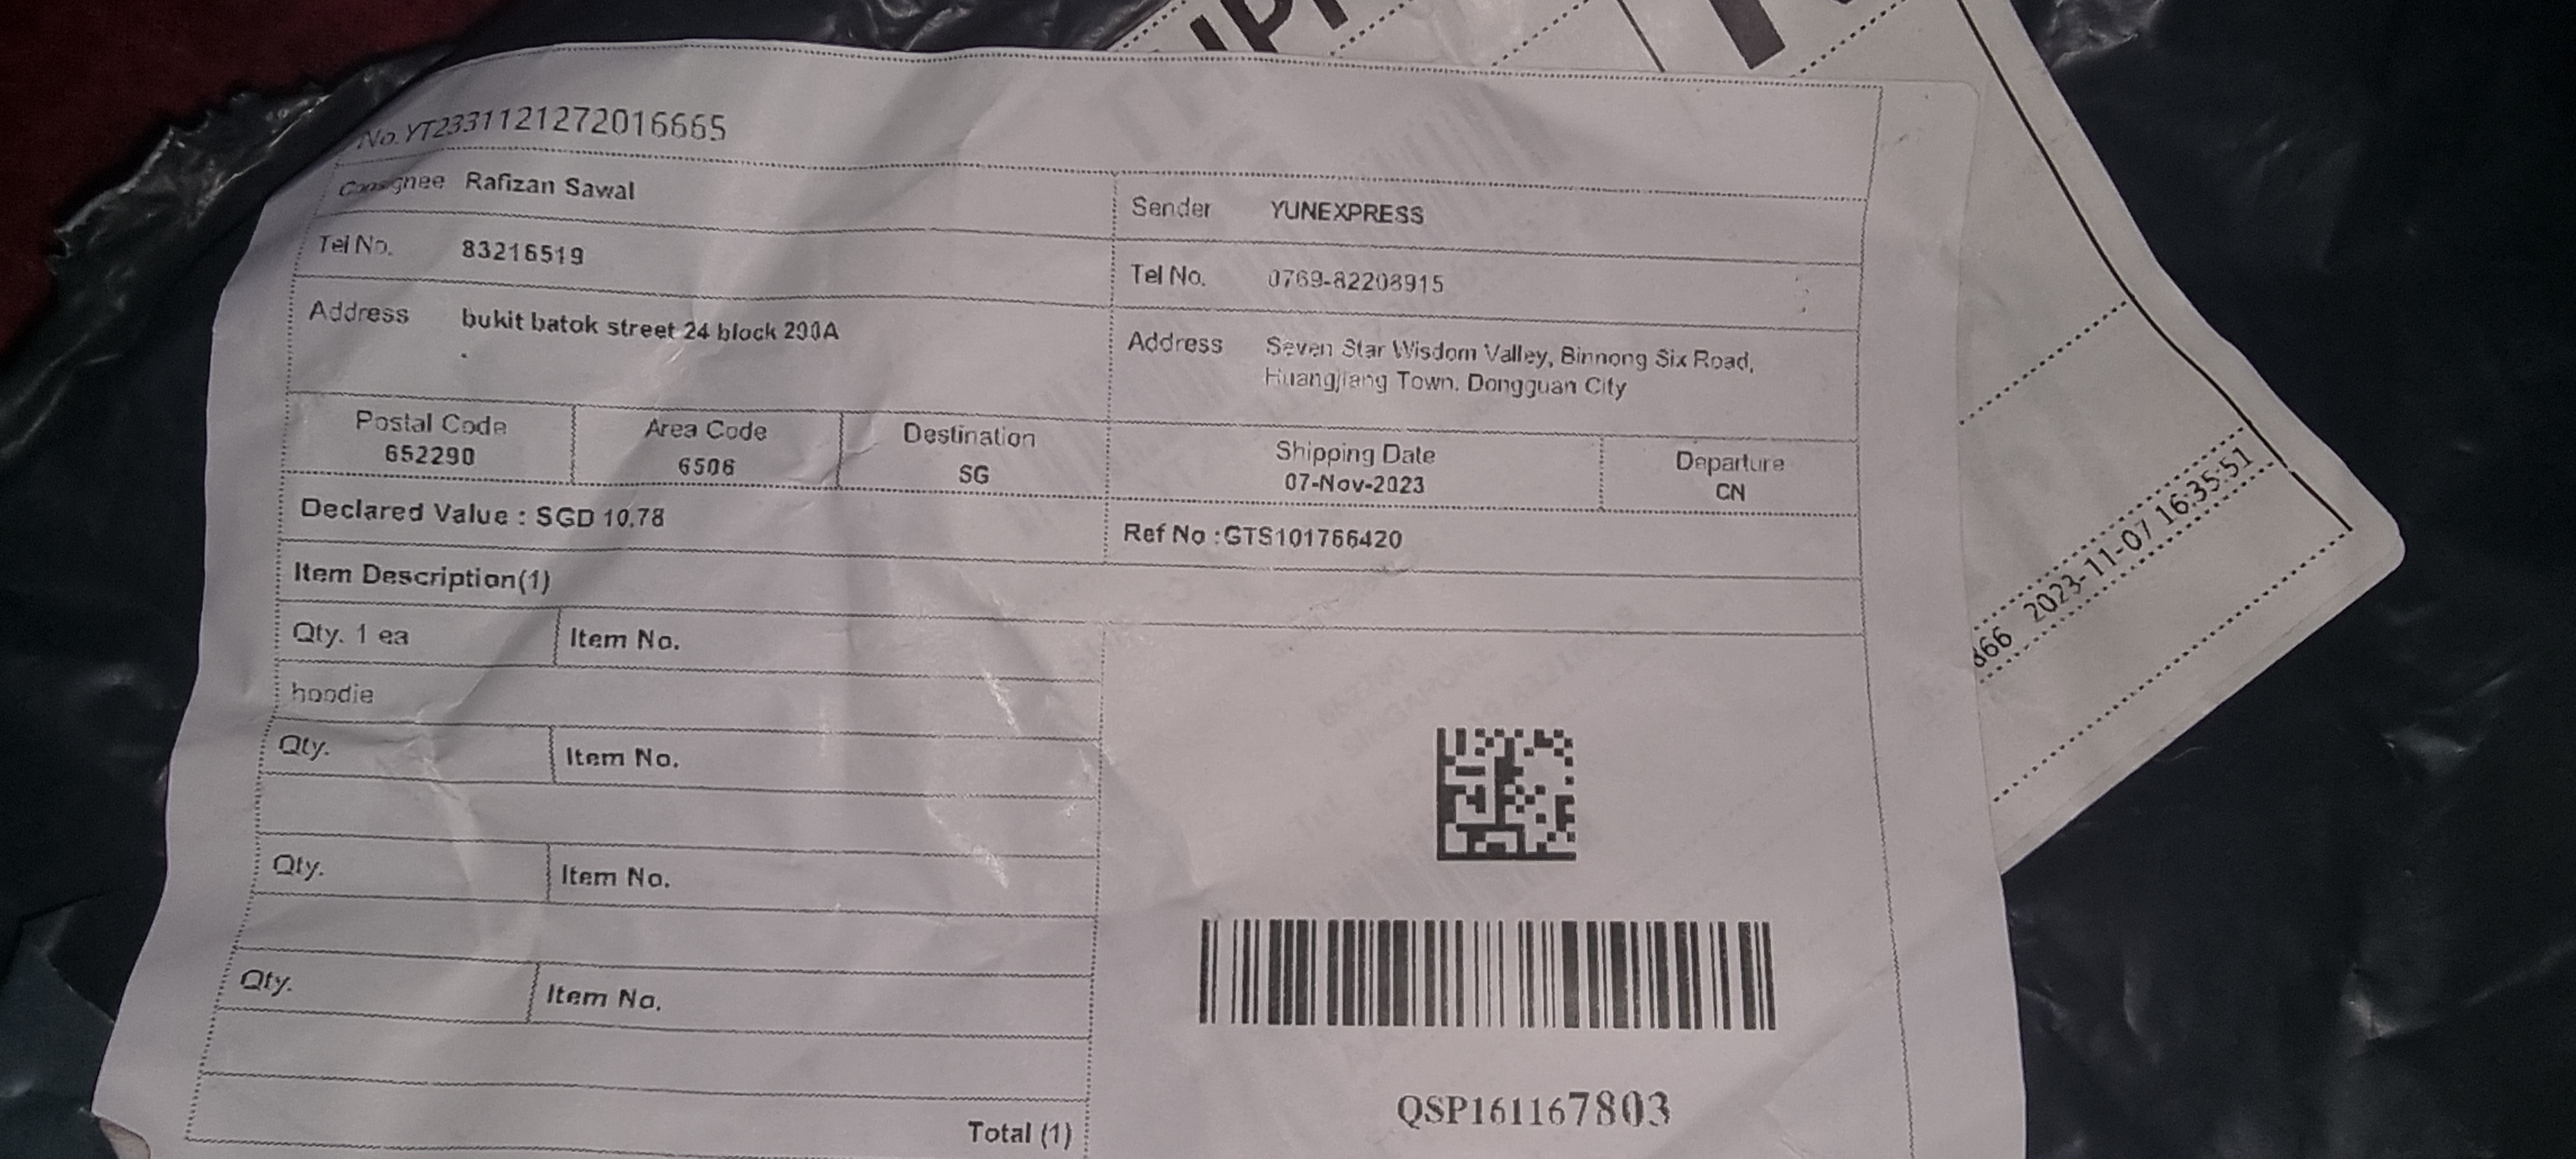 No. YT2331121272016665
Consignee Rafizan Sawal
Sender YUNEXPRESS
Tel No. 83216519
Tel No. 0769-82208915
Address bukit batok street 24 block 290A
Address Seven Star Wisdom Valley, Binnong Six Road,
Huangjiang Town. Dongguan City
Postal Code
652290
Area Code
6506
Destination
SG
Shipping Date
07-Nov-2023
Departure
CN
Declared Value : SGD 10.78
Ref No :GTS101766420
Item Description(1)
Qty. 1 ea Item No.
hoodie
Qty. Item No.
Qty. Item No.
Qty. Item No.
Total (1)
QSP161167803
866 2023-11-07 16:35:51